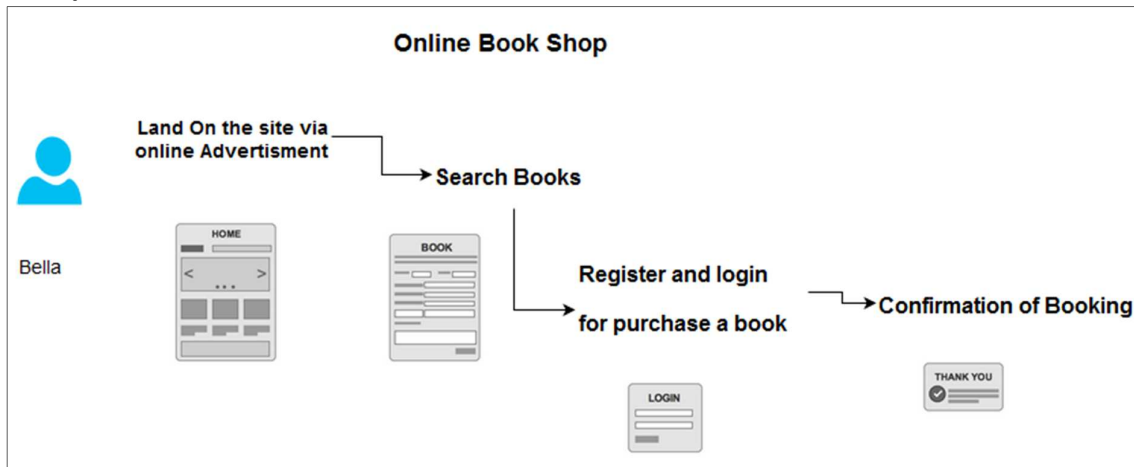 Online Book Shop
Land On the site via
online Advertisment
Search Books
HOME
BOOK
Bella
Register and login
for purchase a book
Confirmation of Booking
THANK YOU
LOGIN